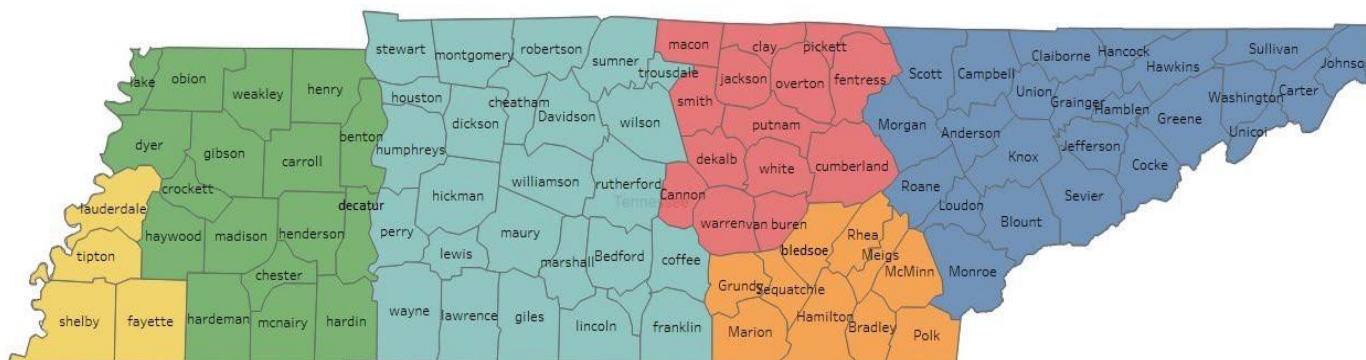 stewart
montgomery
robertson
sumner
macon
clay
pickett
Scott
Campbell
Claiborne
Hancock
Hawkins
Sullivan
Johnso
lake
obion
weakley
henry
houston
cheatham
trousdale
jackson
overton
fentress
Union
Grainger
Hamblen
Greene
Washington
Carter
Unicoi
dyer
gibson
carroll
benton
humphreys
dickson
Davidson
wilson
smith
putnam
Morgan
Anderson
Knox
Jefferson
Cocke
lauderdale
crockett
decatur
hickman
williamson
rutherford
Tennessee
dekalb
white
cumberland
Cannon
Roane
Loudon
Blount
Sevier
tipton
haywood
madison
henderson
perry
lewis
maury
marshall
Bedford
coffee
warren
van buren
bledsoe
Rhea
Meigs
McMinn
Monroe
chester
Grundy
Sequatchie
shelby
fayette
hardeman
mcnairy
hardin
wayne
lawrence
giles
lincoln
franklin
Marion
Hamilton
Bradley
Polk